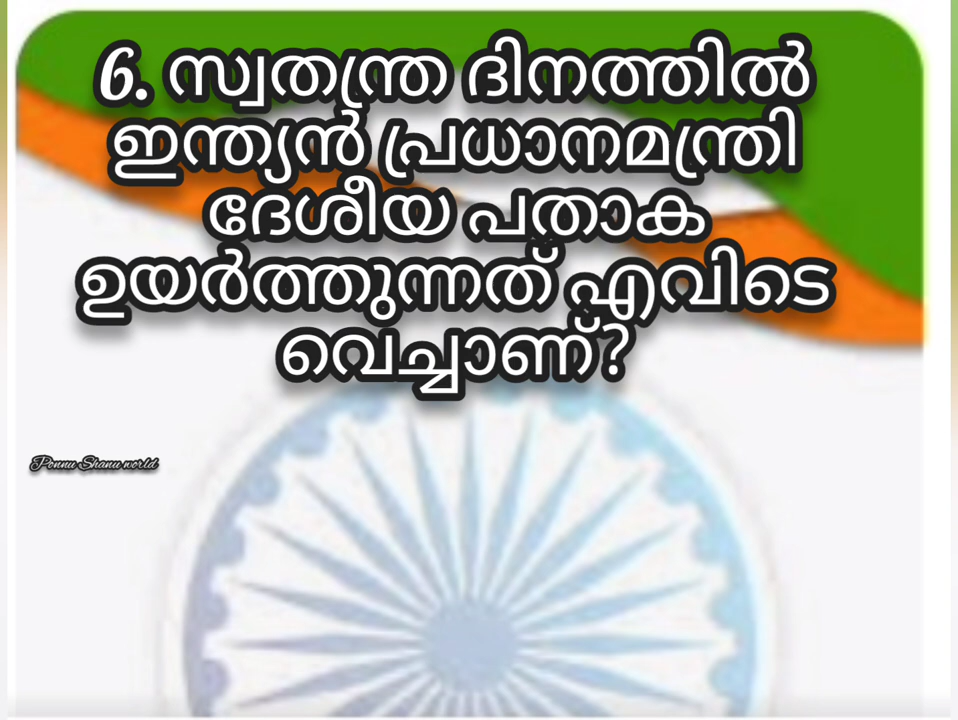 6. സ്വതന്ത്ര ദിനത്തിൽ
ഇന്ത്യൻ പ്രധാനമന്ത്രി
ദേശീയ പതാക
ഉയർത്തുന്നത് എവിടെ
വെച്ചാണ്?
Ponnu Shanu world